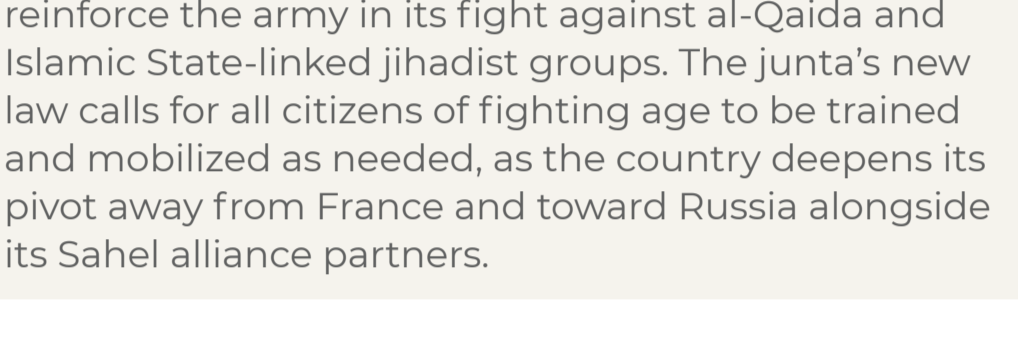 reinforce the army in its fight against al-Qaida and
Islamic State-linked jihadist groups. The junta’s new
law calls for all citizens of fighting age to be trained
and mobilized as needed, as the country deepens its
pivot away from France and toward Russia alongside
its Sahel alliance partners.